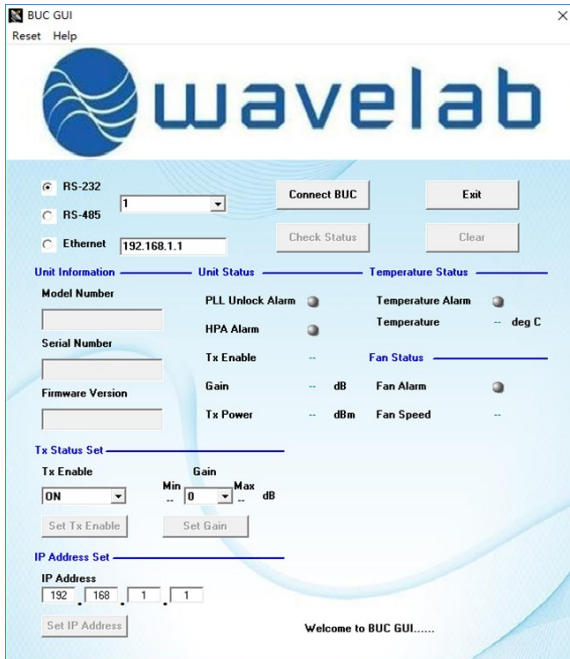 BUC GUI
Reset Help
wavelab
RS-232
1
Connect BUC
Exit
RS-485
Check Status
Clear
Ethernet
192.168.1.1
Unit Information
Unit Status
Temperature Status
Model Number
PLL Unlock Alarm
Temperature Alarm
HPA Alarm
Temperature -- deg C
Serial Number
Tx Enable --
Fan Status
Gain -- dB
Fan Alarm
Firmware Version
Tx Power -- dBm
Fan Speed --
Tx Status Set
Tx Enable
Gain
Min Max
ON
-- 0 -- dB
Set Tx Enable
Set Gain
IP Address Set
IP Address
192 . 168 . 1 . 1
Set IP Address
Welcome to BUC GUI......